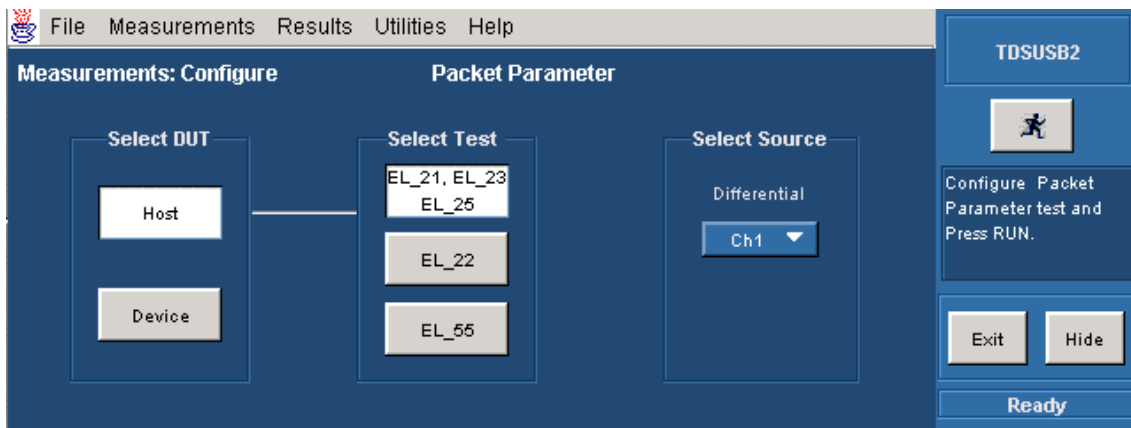 File Measurements Results Utilities Help
Measurements: Configure Packet Parameter
Select DUT
Host
Device
Select Test
EL_21, EL_23
EL_25
EL_22
EL_55
Select Source
Differential
Ch1
TDSUSB2
Configure Packet
Parameter test and
Press RUN.
Exit Hide
Ready